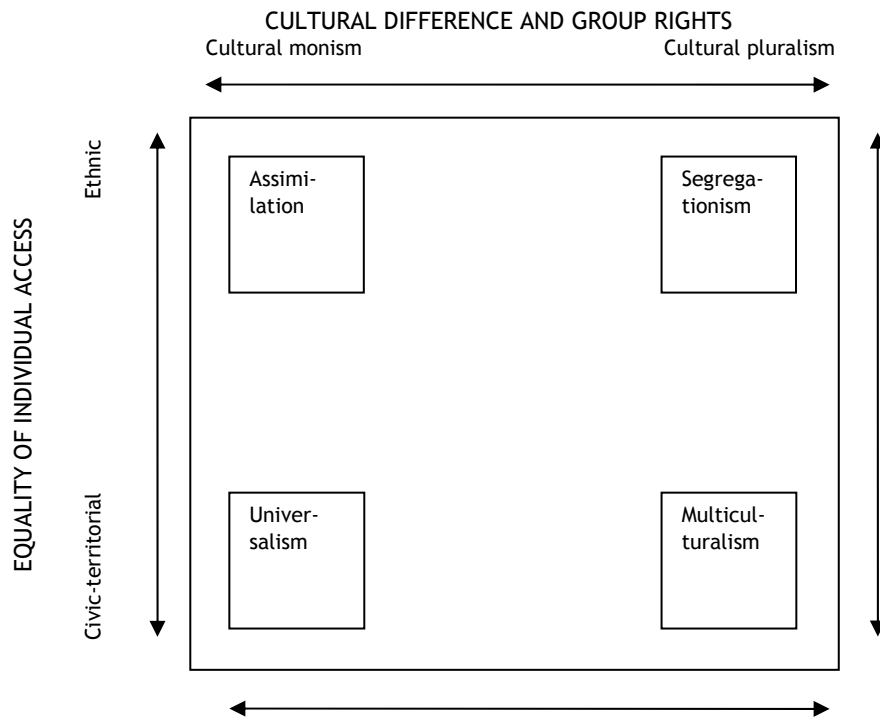 CULTURAL DIFFERENCE AND GROUP RIGHTS
Cultural monism
Cultural pluralism
EQUALITY OF INDIVIDUAL ACCESS
Ethnic
Civic-territorial
Assimi-
lation
Segrega-
tionism
Univer-
salism
Multicul-
turalism